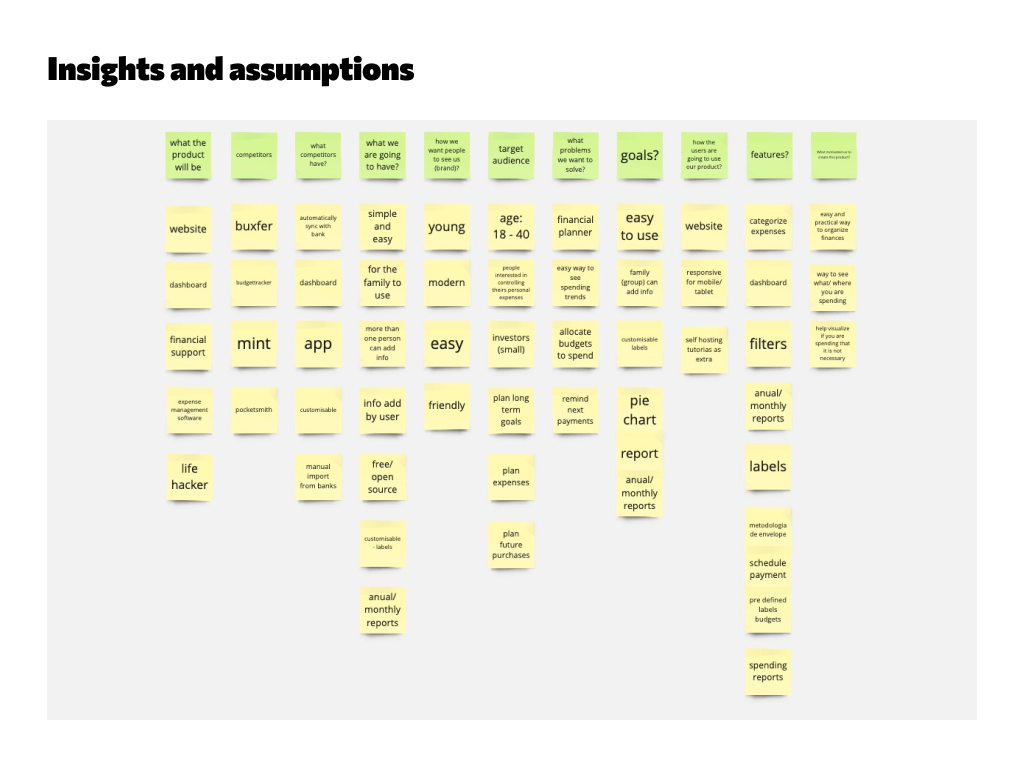 Insights and assumptions
what the
product
will be
competitors
what
competitors
have?
what we
are going
to have?
how we
want people
to see us
(brand)?
target
audience
what
problems
we want to
solve?
goals?
how the
users are
going to use
our product?
features?
website
buxfer
automatically
sync with
bank
simple
and
easy
young
age:
18 - 40
financial
planner
easy
to use
website
categorize
expenses
easy and
practical way
to organize
finances
dashboard
budgettracker
dashboard
for the
family to
use
modern
people
interested in
controlling
theirs personal
expenses
easy way to
see
spending
trends
family
(group) can
add info
responsive
for mobile/
tablet
dashboard
way to see
what/ where
you are
spending
financial
support
mint
app
more than
one person
can add
info
easy
investors
(small)
allocate
budgets
to spend
customisable
labels
self hosting
tutorias as
extra
filters
help visualize
if you are
spending that
it is not
necessary
expense
management
software
pocketsmith
customisable
info add
by user
friendly
plan long
term
goals
remind
next
payments
pie
chart
anual/
monthly
reports
life
hacker
manual
import
from banks
free/
open
source
plan
expenses
report
labels
anual/
monthly
reports
customisable
- labels
plan
future
purchases
metodologia
de envelope
schedule
payment
anual/
monthly
reports
pre defined
labels
budgets
spending
reports